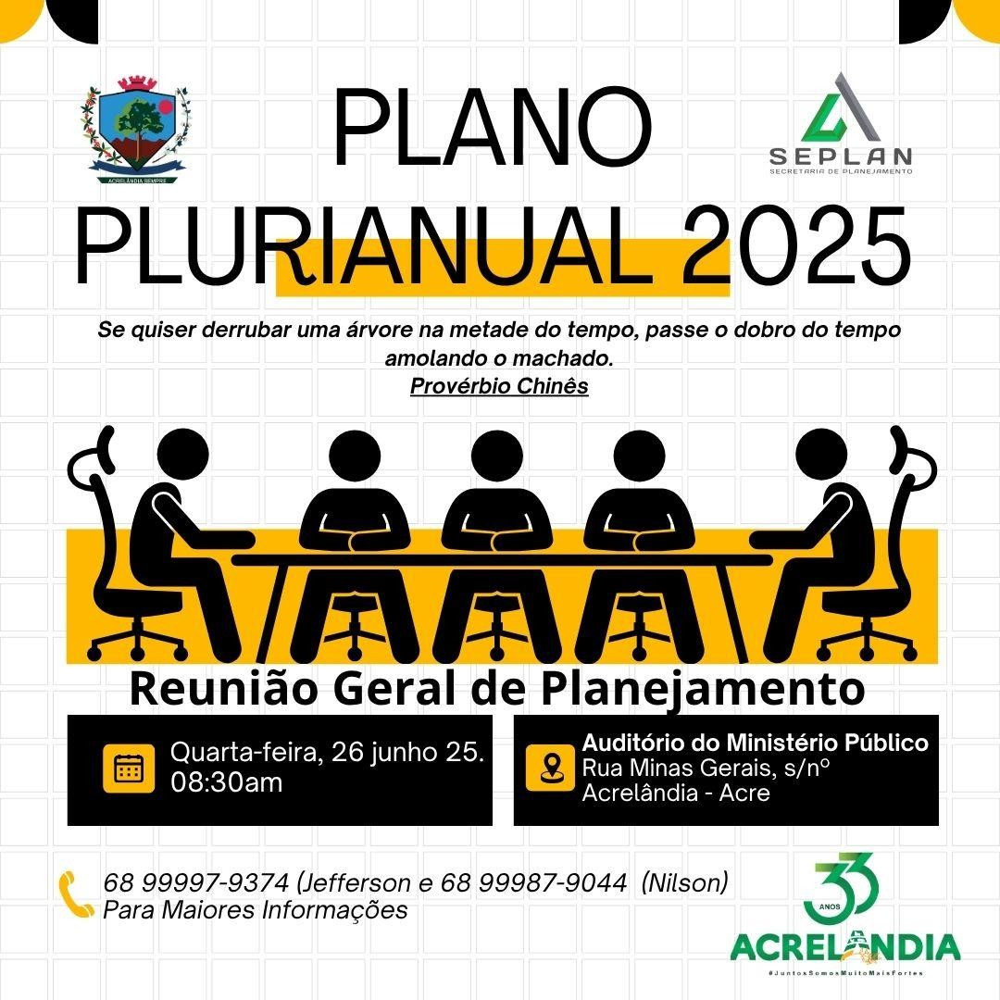 PLANO
ACRELÂNDIA SEMPRE
SEPLAN
SECRETARIA DE PLANEJAMENTO
PLURIANUAL 2025
Se quiser derrubar uma árvore na metade do tempo, passe o dobro do tempo
amolando o machado.
Provérbio Chinês
Reunião Geral de Planejamento
Quarta-feira, 26 junho 25.
08:30am
Auditório do Ministério Público
Rua Minas Gerais, s/nº
Acrelândia - Acre
68 99997-9374 (Jefferson e 68 99987-9044 (Nilson)
Para Maiores Informações
33
ANOS
ACRELÂNDIA
#JuntosSomosMuitoMaisFortes